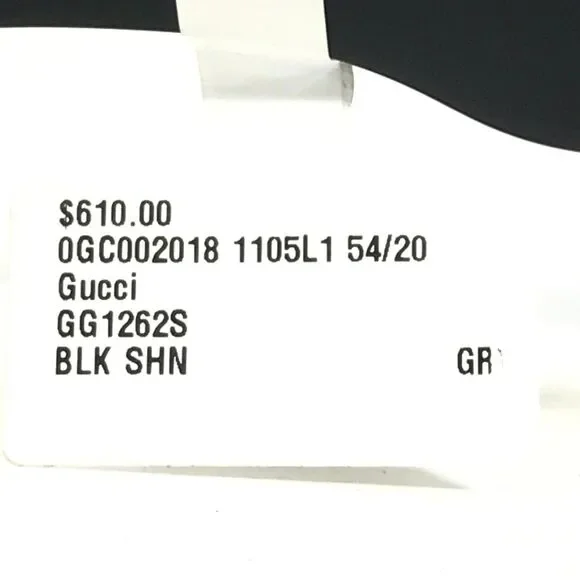 $610.00
0GC002018 1105L1 54/20
Gucci
GG1262S
BLK SHN